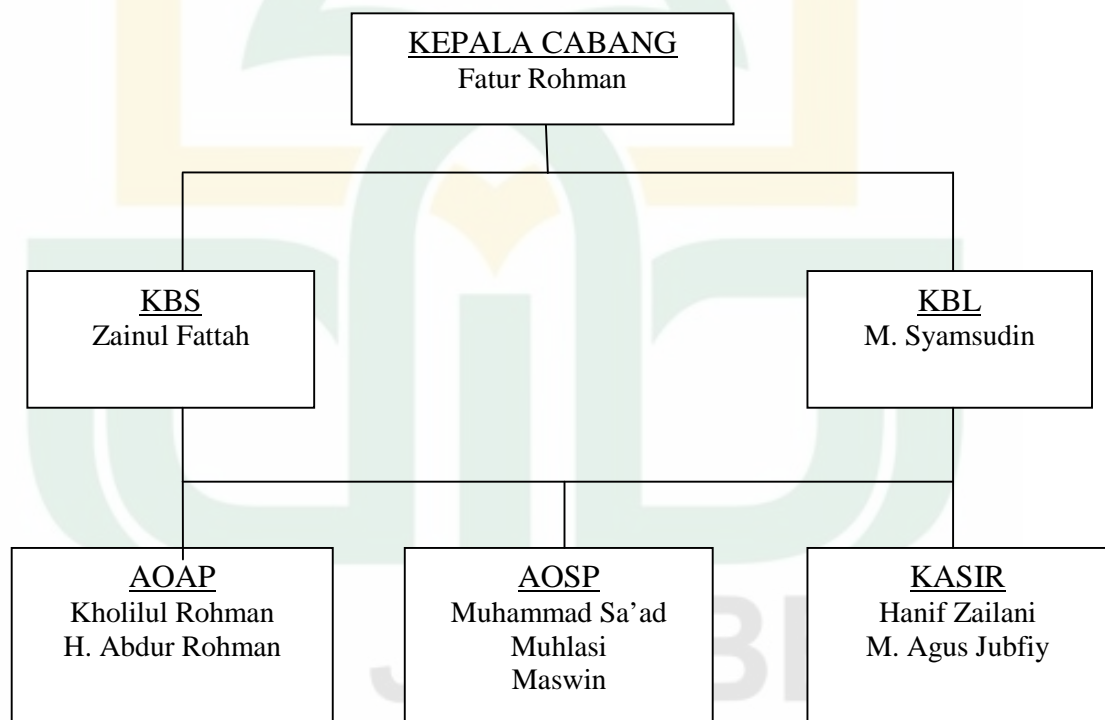 KEPALA CABANG
Fatur Rohman
KBS
Zainul Fattah
KBL
M. Syamsudin
AOAP
Kholilul Rohman
H. Abdur Rohman
AOSP
Muhammad Sa’ad
Muhlasi
Maswin
KASIR
Hanif Zailani
M. Agus Jubfiy